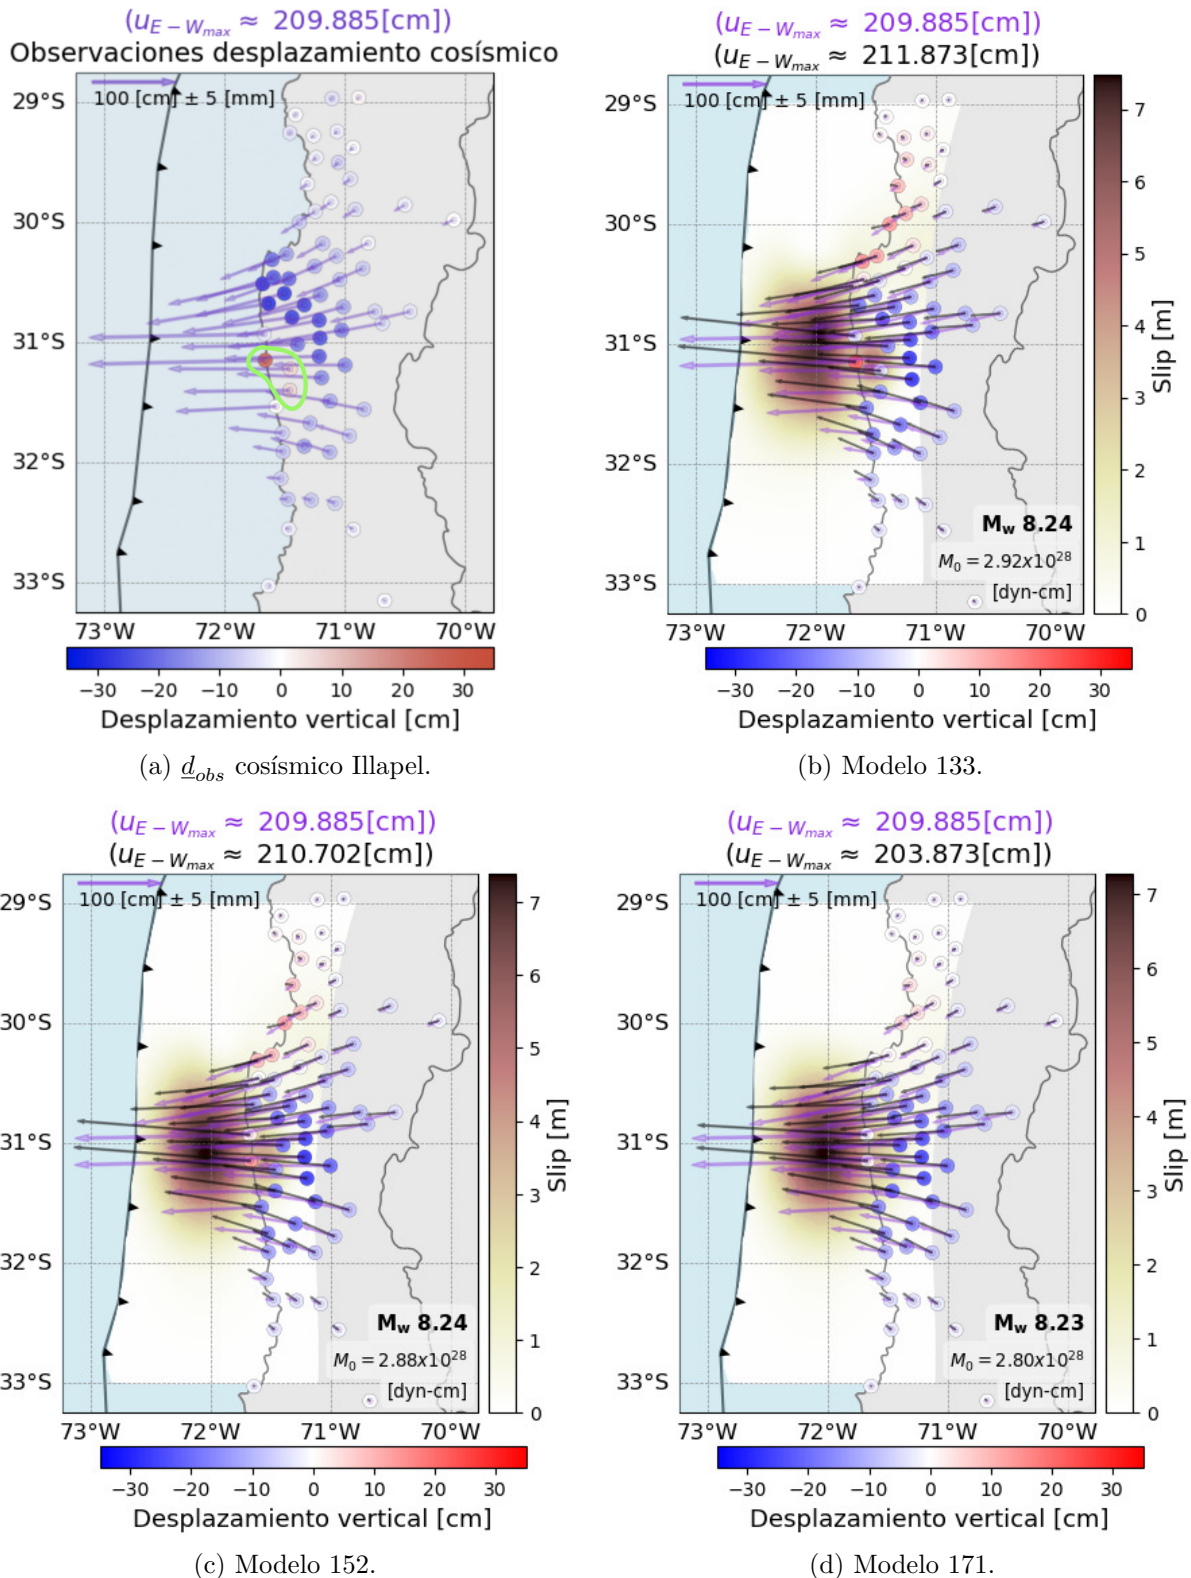 (u_{E−W_{max}} ≈ 209.885[cm])
Observaciones desplazamiento cosísmico
100 [cm] ± 5 [mm]
29°S
30°S
31°S
32°S
33°S
73°W 72°W 71°W 70°W
−30 −20 −10 0 10 20 30
Desplazamiento vertical [cm]
(a) d_{obs} cosísmico Illapel.
(u_{E−W_{max}} ≈ 209.885[cm])
(u_{E−W_{max}} ≈ 211.873[cm])
100 [cm] ± 5 [mm]
29°S
30°S
31°S
32°S
33°S
M_w 8.24
M_0 = 2.92x10^{28}
[dyn-cm]
73°W 72°W 71°W 70°W
7
6
5
4
3
2
1
0
Slip [m]
−30 −20 −10 0 10 20 30
Desplazamiento vertical [cm]
(b) Modelo 133.
(u_{E−W_{max}} ≈ 209.885[cm])
(u_{E−W_{max}} ≈ 210.702[cm])
100 [cm] ± 5 [mm]
29°S
30°S
31°S
32°S
33°S
M_w 8.24
M_0 = 2.88x10^{28}
[dyn-cm]
73°W 72°W 71°W 70°W
7
6
5
4
3
2
1
0
Slip [m]
−30 −20 −10 0 10 20 30
Desplazamiento vertical [cm]
(c) Modelo 152.
(u_{E−W_{max}} ≈ 209.885[cm])
(u_{E−W_{max}} ≈ 203.873[cm])
100 [cm] ± 5 [mm]
29°S
30°S
31°S
32°S
33°S
M_w 8.23
M_0 = 2.80x10^{28}
[dyn-cm]
73°W 72°W 71°W 70°W
7
6
5
4
3
2
1
0
Slip [m]
−30 −20 −10 0 10 20 30
Desplazamiento vertical [cm]
(d) Modelo 171.